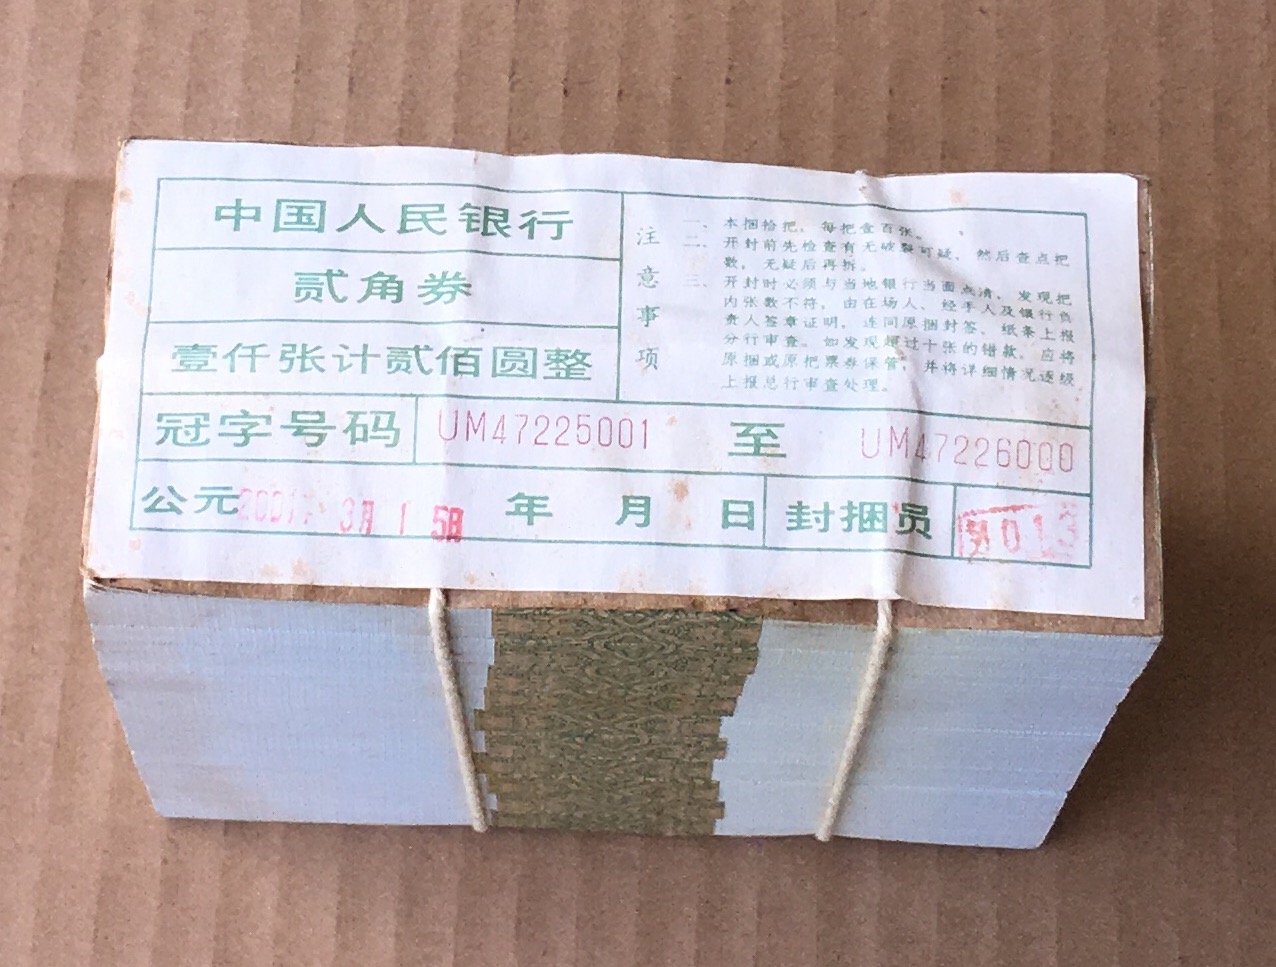 中国人民银行
贰角券
壹仟张计贰佰圆整
注意事项
一、本捆拾把，每把壹百张。
二、开封前先检查有无破裂可疑，然后查点把
数，无疑后再拆。
三、开封时必须与当地银行当面点清，发现把
内张数不符，由在场人、经手人及银行负
责人签章证明，连同原捆封签、纸条上报
分行审查。如发现超过十张的错款，应将
原捆或原把票券保管，并将详细情况逐级
上报总行审查处理。
冠字号码 UM47225001 至 UM47226000
公元 3月15日 年 月 日 封捆员 013